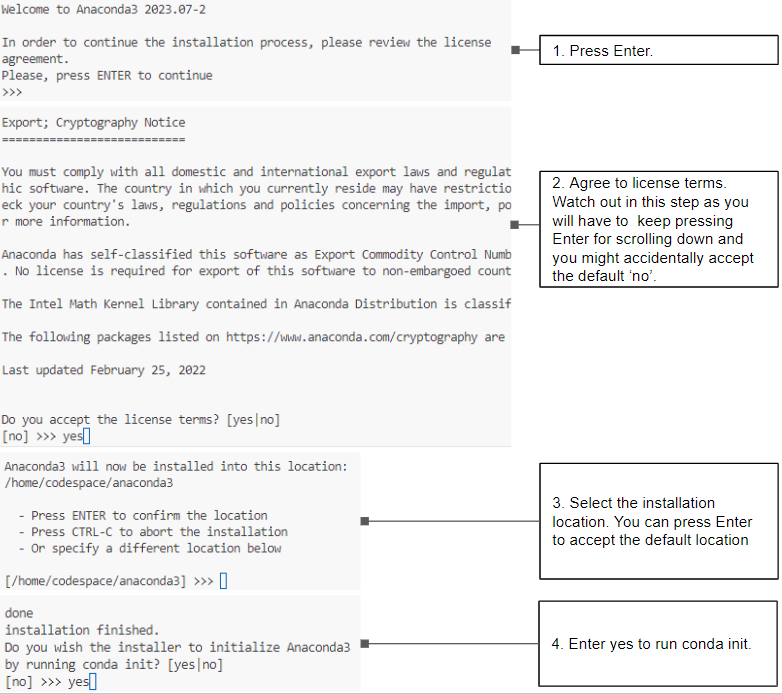 Welcome to Anaconda3 2023.07-2
In order to continue the installation process, please review the license
agreement.
Please, press ENTER to continue
>>>
1. Press Enter.
Export; Cryptography Notice
===========================
You must comply with all domestic and international export laws and regulat
hic software. The country in which you currently reside may have restrictio
eck your country's laws, regulations and policies concerning the import, po
r more information.
Anaconda has self-classified this software as Export Commodity Control Numb
. No license is required for export of this software to non-embargoed count
The Intel Math Kernel Library contained in Anaconda Distribution is classif
The following packages listed on https://www.anaconda.com/cryptography are
Last updated February 25, 2022
Do you accept the license terms? [yes|no]
[no] >>> yes
2. Agree to license terms.
Watch out in this step as you
will have to keep pressing
Enter for scrolling down and
you might accidentally accept
the default ‘no’.
Anaconda3 will now be installed into this location:
/home/codespace/anaconda3
- Press ENTER to confirm the location
- Press CTRL-C to abort the installation
- Or specify a different location below
[/home/codespace/anaconda3] >>>
3. Select the installation
location. You can press Enter
to accept the default location
done
installation finished.
Do you wish the installer to initialize Anaconda3
by running conda init? [yes|no]
[no] >>> yes
4. Enter yes to run conda init.